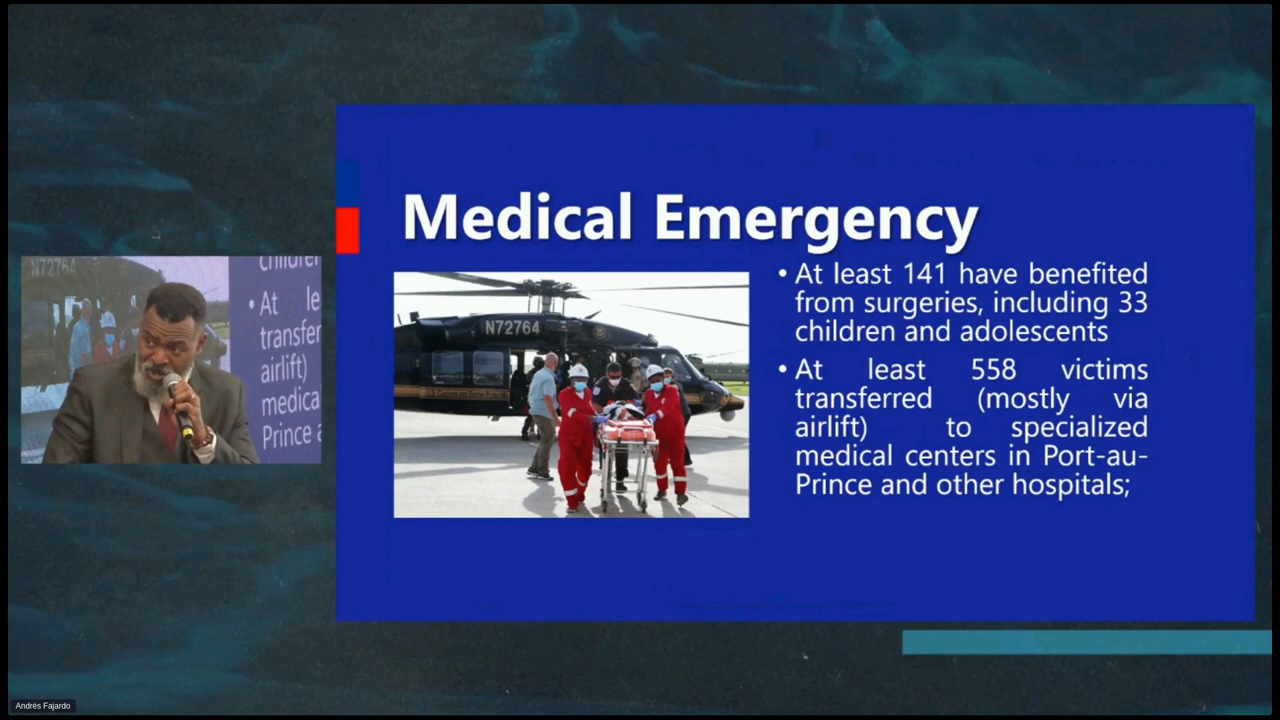 Medical Emergency
N72764
• At least 141 have benefited
from surgeries, including 33
children and adolescents
• At least 558 victims
transferred (mostly via
airlift) to specialized
medical centers in Port-au-
Prince and other hospitals;
N72764
children
• At le
transfer
airlift)
medica
Prince a
Andrés Fajardo